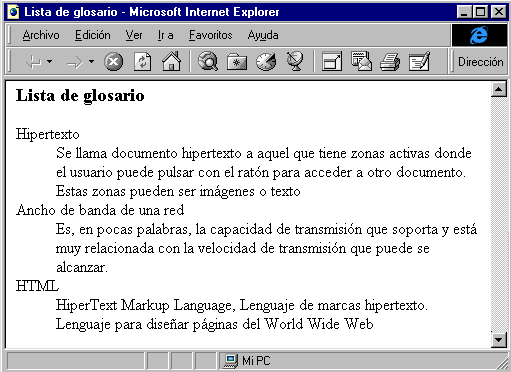 Lista de glosario - Microsoft Internet Explorer
Archivo Edición Ver Ir a Favoritos Ayuda
Dirección
Lista de glosario
Hipertexto
Se llama documento hipertexto a aquel que tiene zonas activas donde
el usuario puede pulsar con el ratón para acceder a otro documento.
Estas zonas pueden ser imágenes o texto
Ancho de banda de una red
Es, en pocas palabras, la capacidad de transmisión que soporta y está
muy relacionada con la velocidad de transmisión que puede se
alcanzar.
HTML
HiperText Markup Language, Lenguaje de marcas hipertexto.
Lenguaje para diseñar páginas del World Wide Web
Mi PC